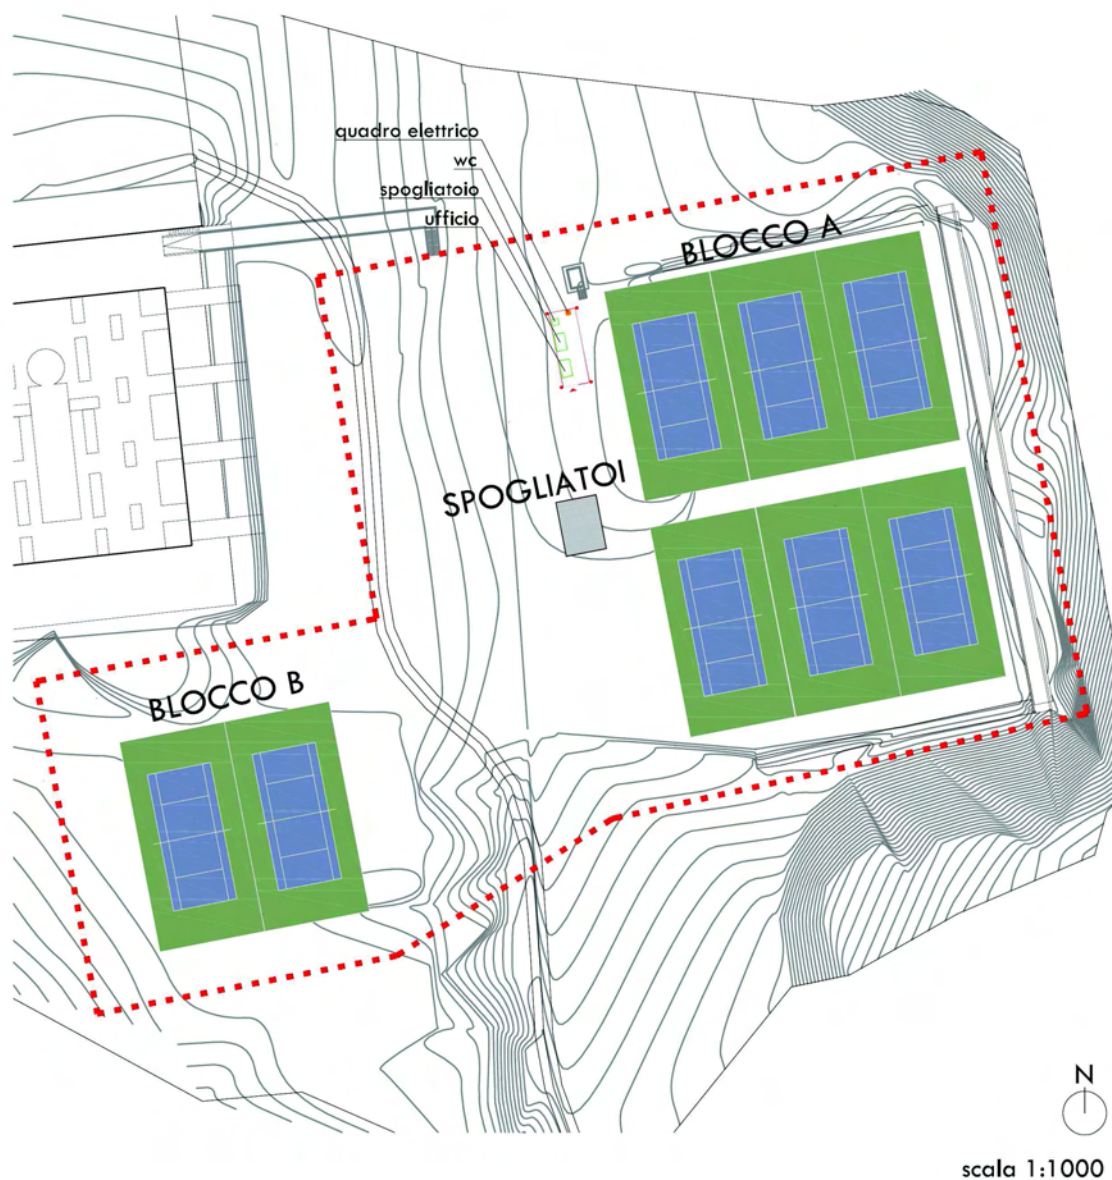 quadro elettrico
wc
spogliatoio
ufficio
BLOCCO A
SPOGLIATOI
BLOCCO B
N
scala 1:1000